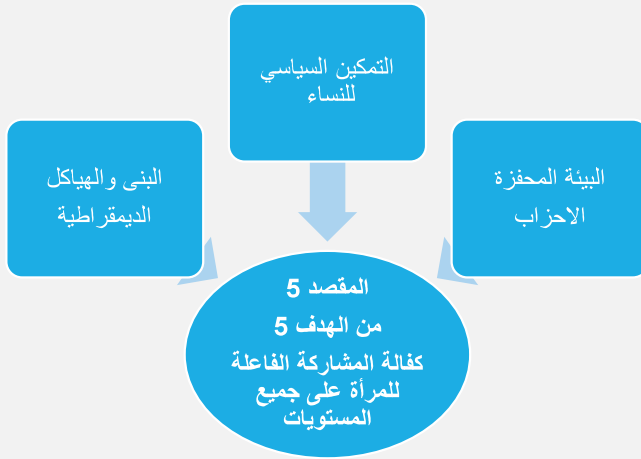 التمكين السياسي
للنساء
البيئة المحفزة
الاحزاب
البنى والهياكل
الديمقراطية
المقصد 5
من الهدف 5
كفالة المشاركة الفاعلة
للمرأة على جميع
المستويات